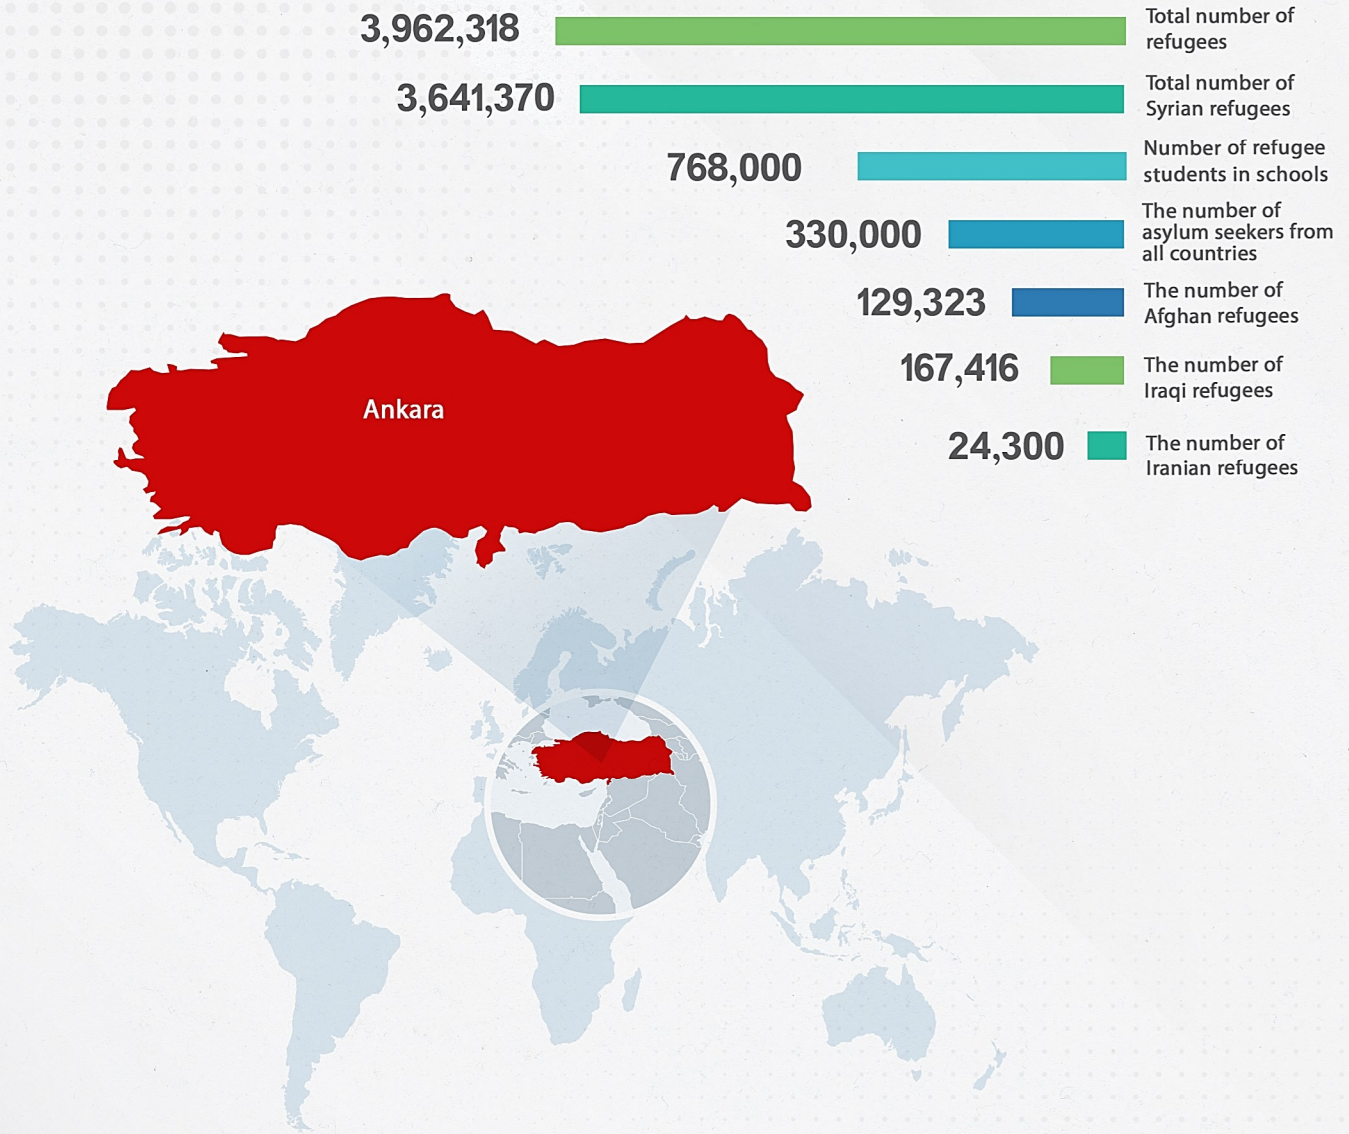 3,962,318
Total number of
refugees
3,641,370
Total number of
Syrian refugees
768,000
Number of refugee
students in schools
330,000
The number of
asylum seekers from
all countries
129,323
The number of
Afghan refugees
167,416
The number of
Iraqi refugees
24,300
The number of
Iranian refugees
Ankara